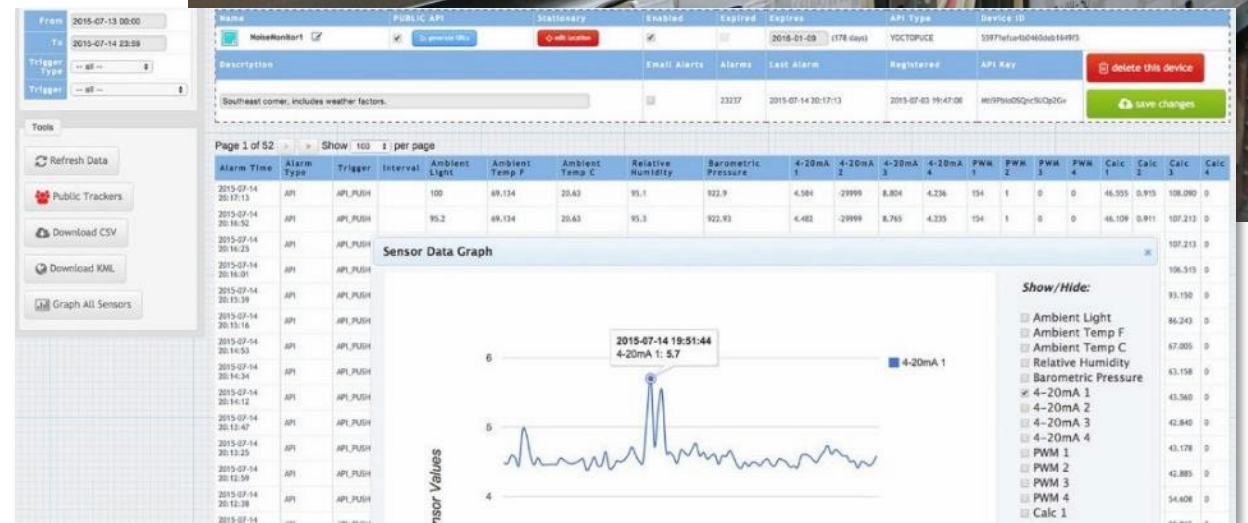 From 2015-07-13 00:00
To 2015-07-14 23:59
Trigger Type -- all --
Trigger -- all --
Tools
Refresh Data
Public Trackers
Download CSV
Download KML
Graph All Sensors
Name PUBLIC API Stationary Enabled Expired Expires API Type Device ID
NoiseMonitor1 generate URLs edit location 2016-01-09 (178 days) YOCTOPUCE
Description Email Alerts Alarms Last Alarm Registered API Key
delete this device
Southeast corner, includes weather factors. 23237 2015-07-14 20:17:13 2015-07-03 19:47:08
save changes
Page 1 of 52 Show 100 per page
Alarm Time Alarm Type Trigger Interval Ambient Light Ambient Temp F Ambient Temp C Relative Humidity Barometric Pressure 4-20mA 1 4-20mA 2 4-20mA 3 4-20mA 4 PWM 1 PWM 2 PWM 3 PWM 4 Calc 1 Calc 2 Calc 3 Calc 4
2015-07-14 20:17:13 API API_PUSH 100 69.134 20.63 95.1 922.9 4.584 -29999 8.804 4.236 154 1 0 0 46.555 0.915 108.090 0
2015-07-14 20:16:52 API API_PUSH 95.2 69.134 20.63 95.3 922.93 4.482 -29999 8.765 4.235 154 1 0 0 46.109 0.911 107.213 0
2015-07-14 20:16:25 API API_PUSH 107.213 0
2015-07-14 20:16:01 API API_PUSH 106.515 0
2015-07-14 20:15:39 API API_PUSH 93.150 0
2015-07-14 20:15:16 API API_PUSH 86.243 0
2015-07-14 20:14:53 API API_PUSH 67.005 0
2015-07-14 20:14:34 API API_PUSH 63.158 0
2015-07-14 20:14:12 API API_PUSH 43.560 0
2015-07-14 20:13:47 API API_PUSH 42.840 0
2015-07-14 20:13:25 API API_PUSH 43.178 0
2015-07-14 20:12:59 API API_PUSH 42.885 0
2015-07-14 20:12:38 API API_PUSH 54.608 0
2015-07-14
Sensor Data Graph
2015-07-14 19:51:44
4-20mA 1: 5.7
6
5
4
Sensor Values
4-20mA 1
Show/Hide:
Ambient Light
Ambient Temp F
Ambient Temp C
Relative Humidity
Barometric Pressure
4-20mA 1
4-20mA 2
4-20mA 3
4-20mA 4
PWM 1
PWM 2
PWM 3
PWM 4
Calc 1